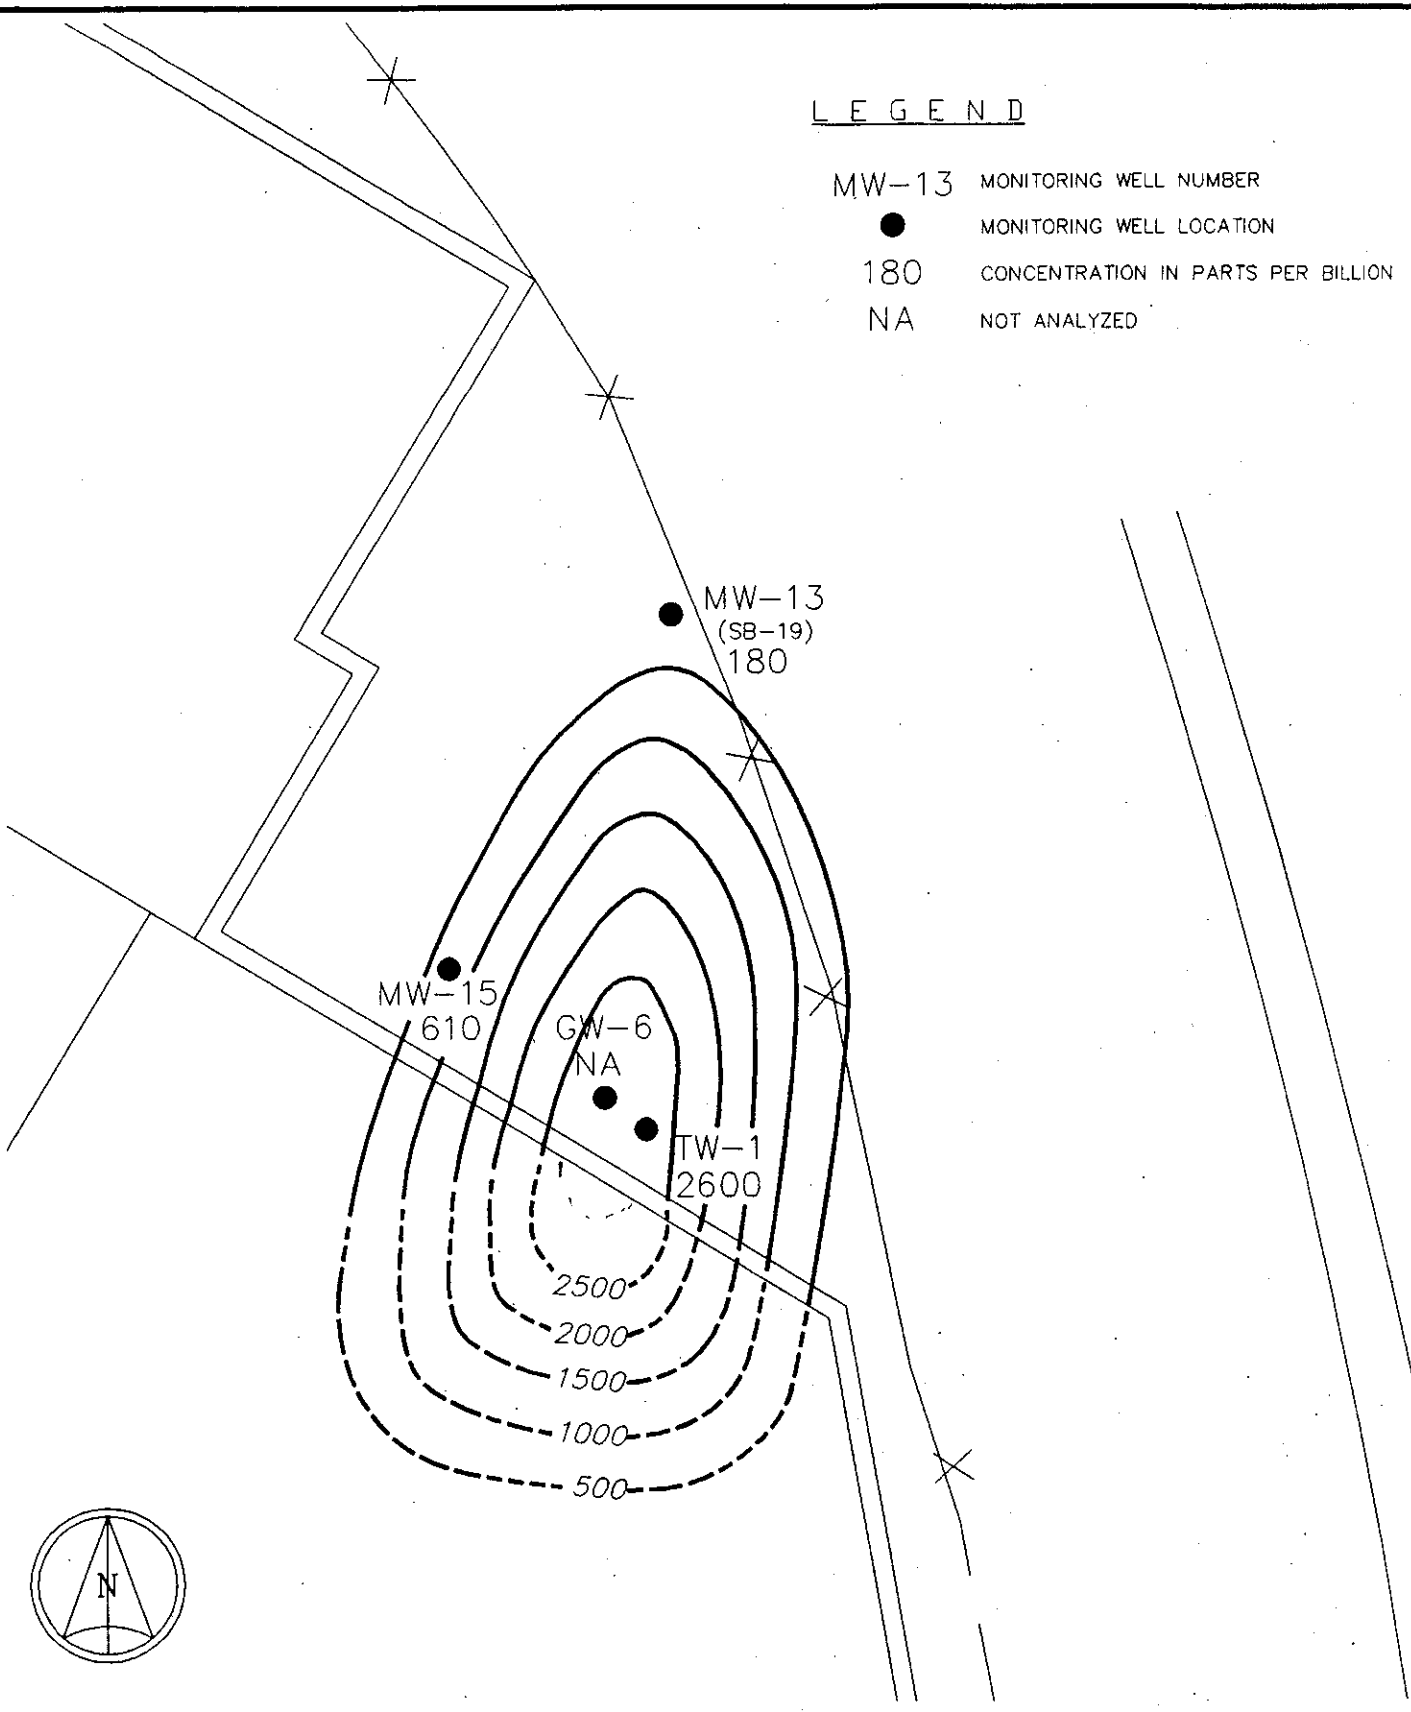 L E G E N D
MW-13 MONITORING WELL NUMBER
MONITORING WELL LOCATION
180 CONCENTRATION IN PARTS PER BILLION
NA NOT ANALYZED
MW-13
(SB-19)
180
MW-15
610
GW-6
NA
TW-1
2600
2500
2000
1500
1000
500
N